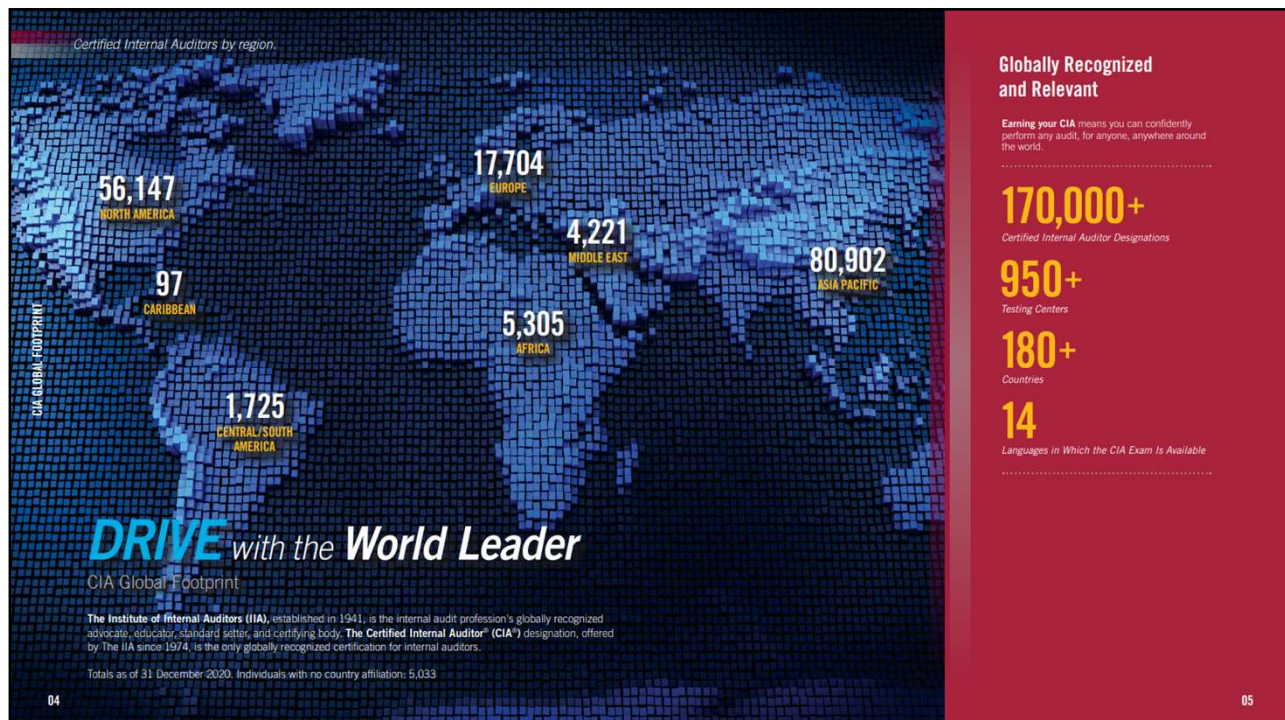 Certified Internal Auditors by region.
56,147
NORTH AMERICA
17,704
EUROPE
4,221
MIDDLE EAST
80,902
ASIA PACIFIC
97
CARIBBEAN
5,305
AFRICA
1,725
CENTRAL/SOUTH
AMERICA
CIA GLOBAL FOOTPRINT
DRIVE with the World Leader
CIA Global Footprint
The Institute of Internal Auditors (IIA), established in 1941, is the internal audit profession's globally recognized
advocate, educator, standard setter, and certifying body. The Certified Internal Auditor® (CIA®) designation, offered
by The IIA since 1974, is the only globally recognized certification for internal auditors.
Totals as of 31 December 2020. Individuals with no country affiliation: 5,033
04
Globally Recognized
and Relevant
Earning your CIA means you can confidently
perform any audit, for anyone, anywhere around
the world.
170,000+
Certified Internal Auditor Designations
950+
Testing Centers
180+
Countries
14
Languages in Which the CIA Exam Is Available
05